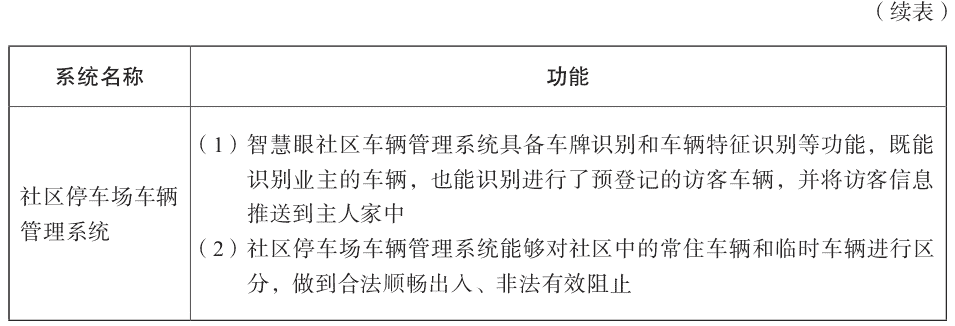 （续表）
系统名称
功能
社区停车场车辆
管理系统
（1）智慧眼社区车辆管理系统具备车牌识别和车辆特征识别等功能，既能
识别业主的车辆，也能识别进行了预登记的访客车辆，并将访客信息
推送到主人家中
（2）社区停车场车辆管理系统能够对社区中的常住车辆和临时车辆进行区
分，做到合法顺畅出入、非法有效阻止